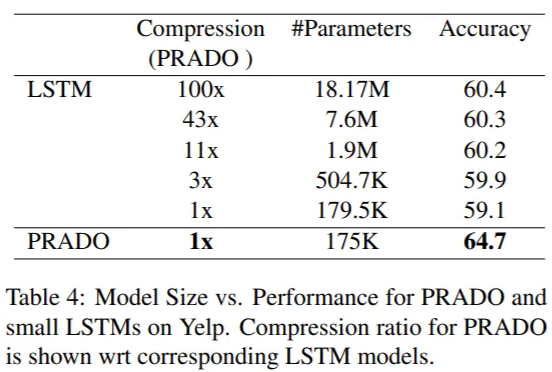 Compression #Parameters Accuracy
(PRADO )
LSTM 100x 18.17M 60.4
43x 7.6M 60.3
11x 1.9M 60.2
3x 504.7K 59.9
1x 179.5K 59.1
PRADO 1x 175K 64.7
Table 4: Model Size vs. Performance for PRADO and
small LSTMs on Yelp. Compression ratio for PRADO
is shown wrt corresponding LSTM models.